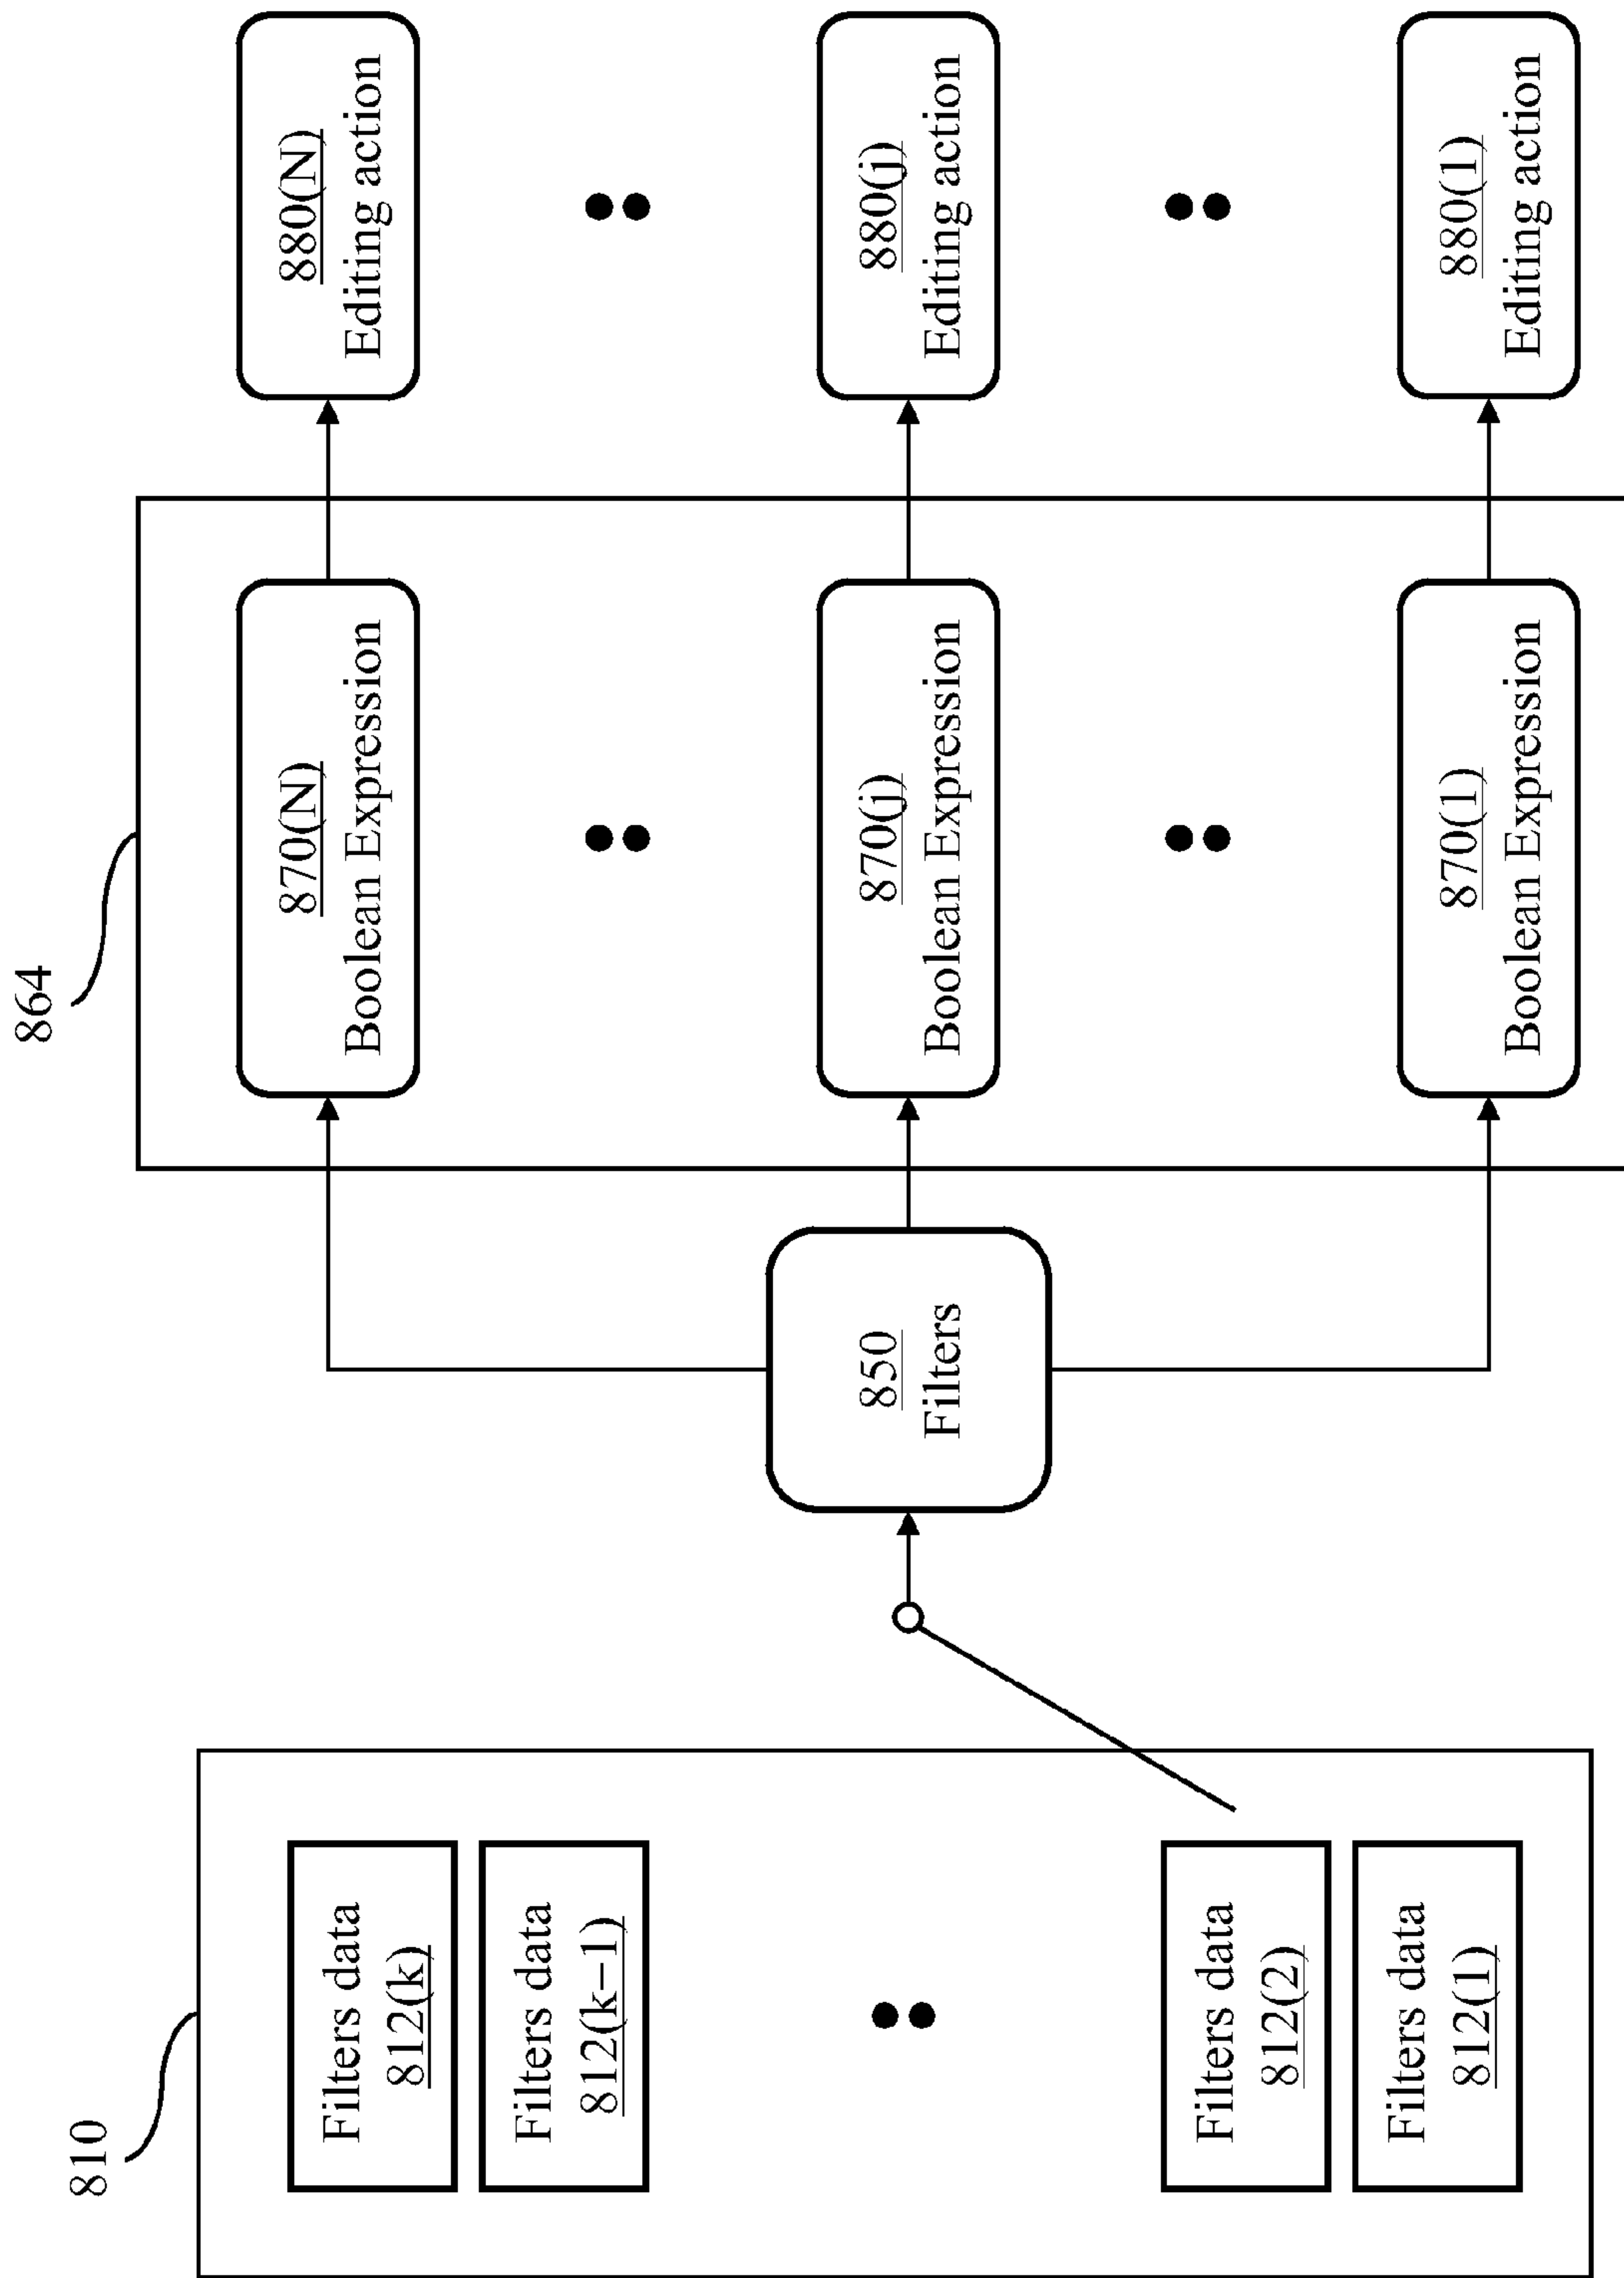 864
810
880(N)
Editing action
870(N)
Boolean Expression
Filters data
812(k)
Filters data
812(k−1)
880(j)
Editing action
870(j)
Boolean Expression
850
Filters
Filters data
812(2)
Filters data
812(1)
880(1)
Editing action
870(1)
Boolean Expression